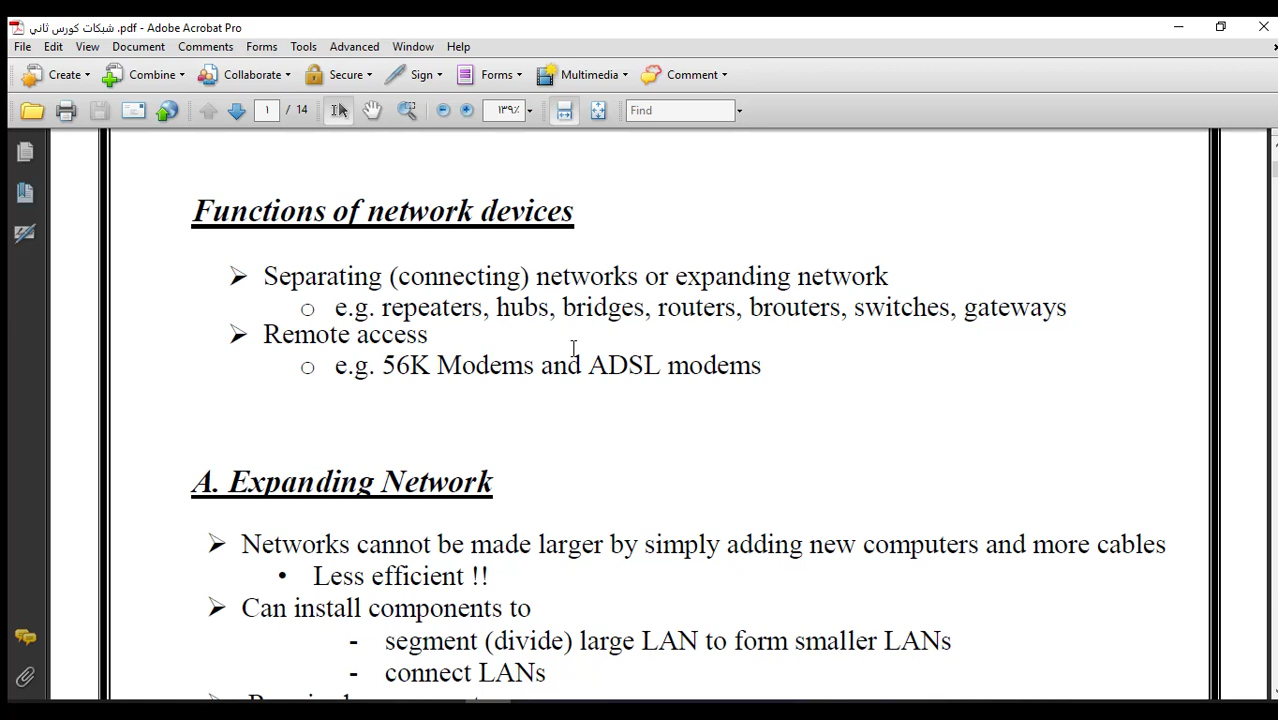 شبكات كورس ثاني .pdf - Adobe Acrobat Pro
File Edit View Document Comments Forms Tools Advanced Window Help
Create Combine Collaborate Secure Sign Forms Multimedia Comment
١ / 14 ١٣٩٪ Find
Functions of network devices
➢ Separating (connecting) networks or expanding network
o e.g. repeaters, hubs, bridges, routers, brouters, switches, gateways
➢ Remote access
o e.g. 56K Modems and ADSL modems
A. Expanding Network
➢ Networks cannot be made larger by simply adding new computers and more cables
• Less efficient !!
➢ Can install components to
- segment (divide) large LAN to form smaller LANs
- connect LANs